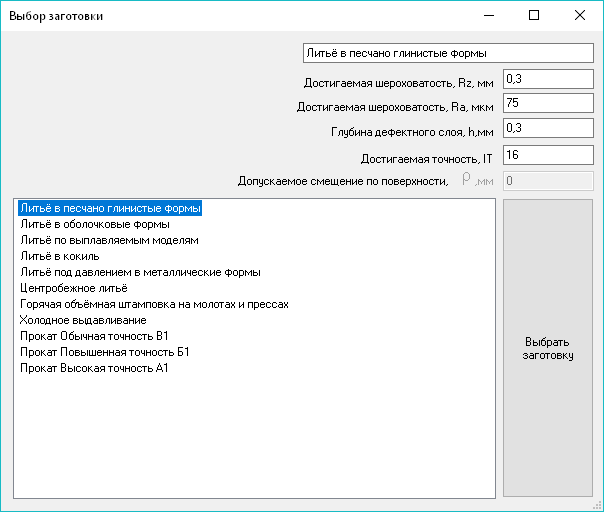 Выбор заготовки
Литьё в песчано глинистые формы
Достигаемая шероховатость, Rz, мм
0,3
Достигаемая шероховатость, Ra, мкм
75
Глубина дефектного слоя, h,мм
0,3
Достигаемая точность, IT
16
Допускаемое смещение по поверхности, ρ ,мм
0
Литьё в песчано глинистые формы
Литьё в оболочковые формы
Литьё по выплавляемым моделям
Литьё в кокиль
Литьё под давлением в металлические формы
Центробежное литьё
Горячая объёмная штамповка на молотах и прессах
Холодное выдавливание
Прокат Обычная точность В1
Прокат Повышенная точность Б1
Прокат Высокая точность А1
Выбрать
заготовку